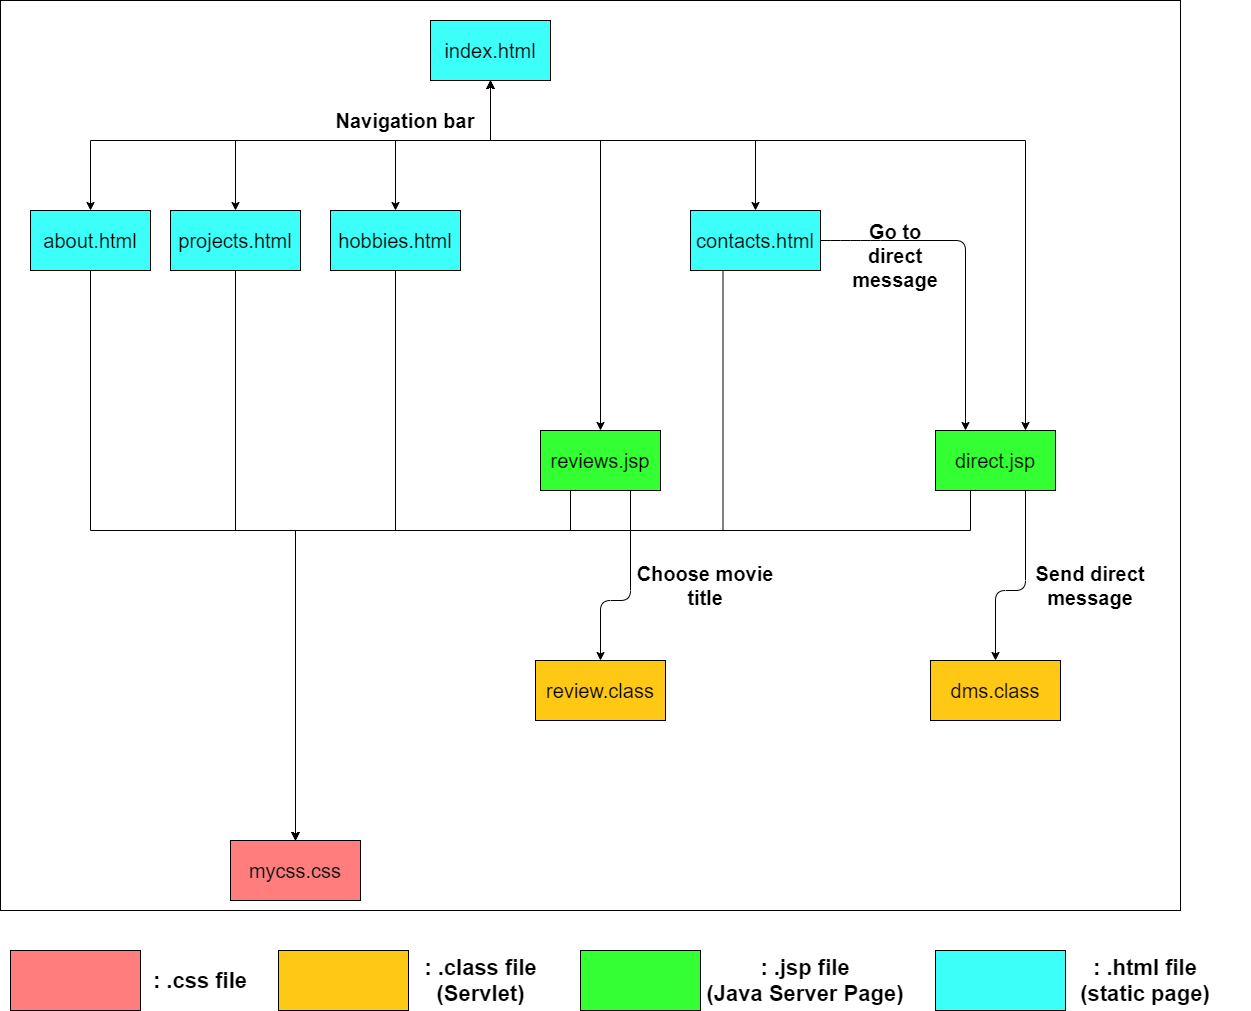 index.html
Navigation bar
about.html
projects.html
hobbies.html
contacts.html
Go to
direct
message
reviews.jsp
direct.jsp
Choose movie
title
Send direct
message
review.class
dms.class
mycss.css
: .css file
: .class file
(Servlet)
: .jsp file
(Java Server Page)
: .html file
(static page)